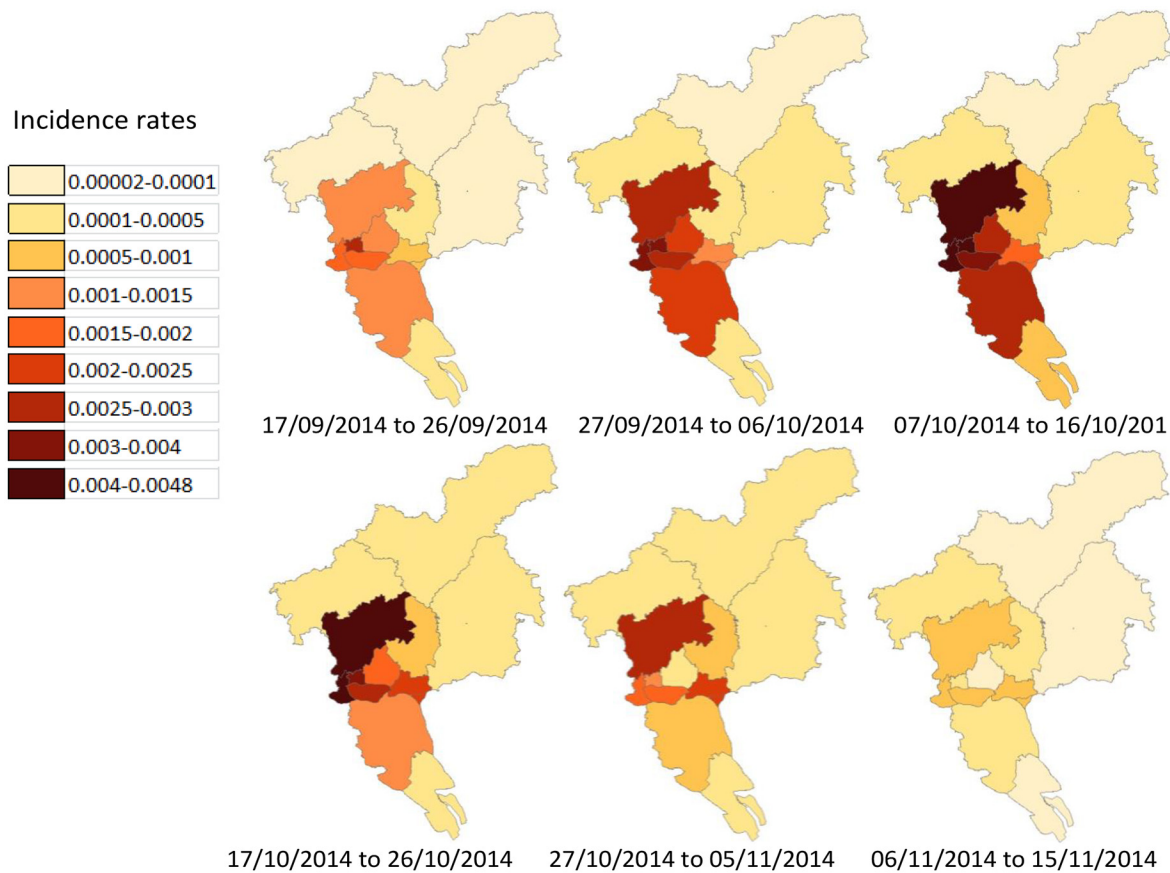 Incidence rates
0.00002-0.0001
0.0001-0.0005
0.0005-0.001
0.001-0.0015
0.0015-0.002
0.002-0.0025
0.0025-0.003
0.003-0.004
0.004-0.0048
17/09/2014 to 26/09/2014
27/09/2014 to 06/10/2014
07/10/2014 to 16/10/201
17/10/2014 to 26/10/2014
27/10/2014 to 05/11/2014
06/11/2014 to 15/11/2014